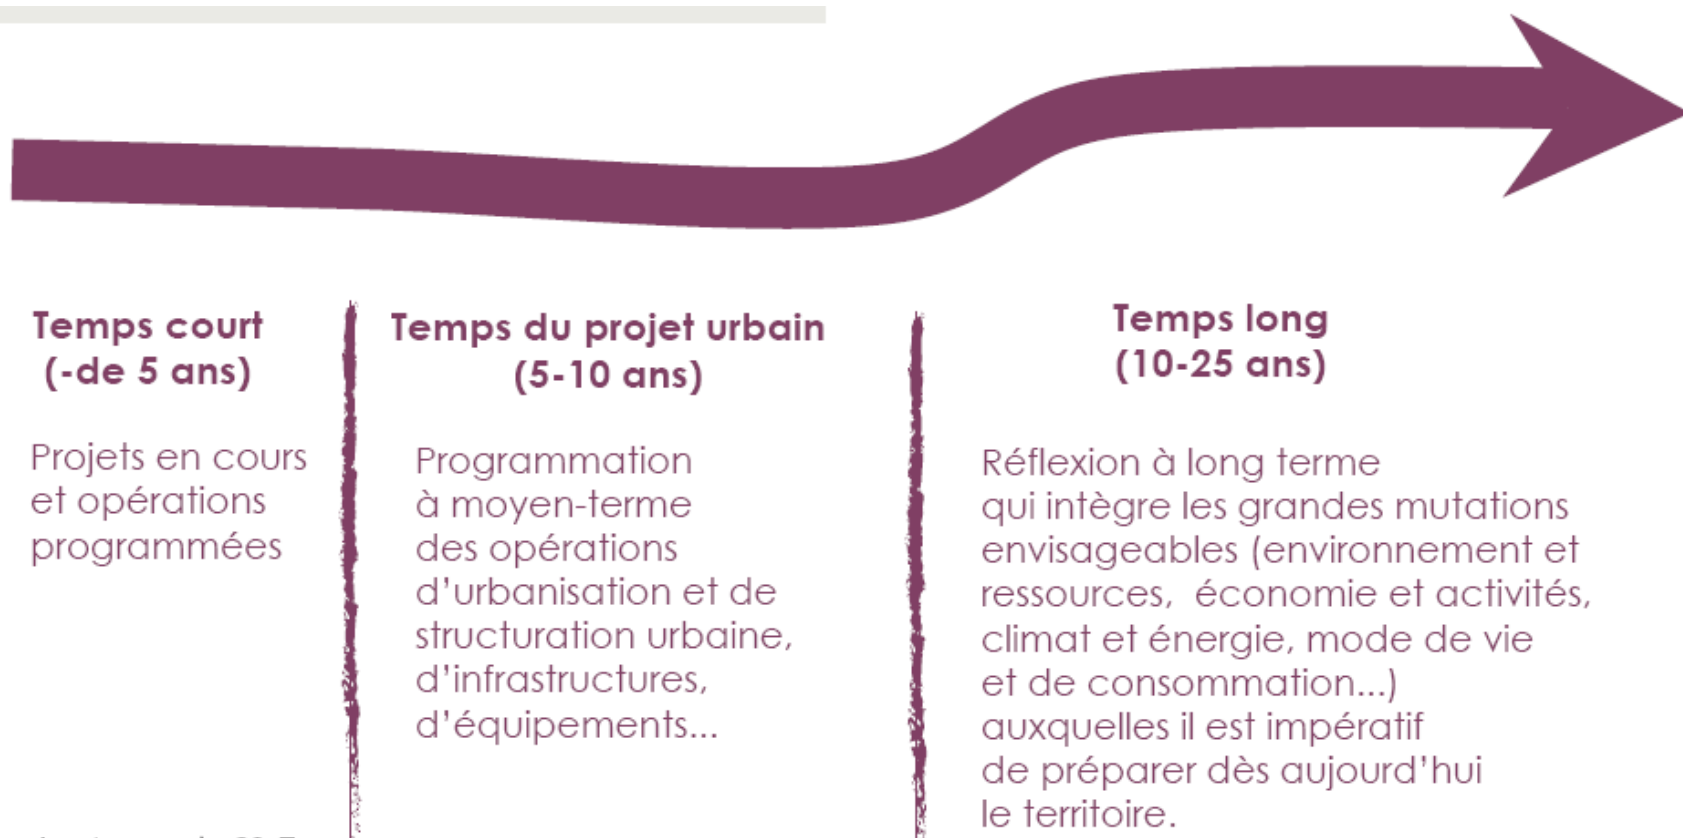 Temps court
(-de 5 ans)
Projets en cours
et opérations
programmées
Temps du projet urbain
(5-10 ans)
Programmation
à moyen-terme
des opérations
d'urbanisation et de
structuration urbaine,
d'infrastructures,
d'équipements...
Temps long
(10-25 ans)
Réflexion à long terme
qui intègre les grandes mutations
envisageables (environnement et
ressources,  économie et activités,
climat et énergie, mode de vie
et de consommation...)
auxquelles il est impératif
de préparer dès aujourd'hui
le territoire.